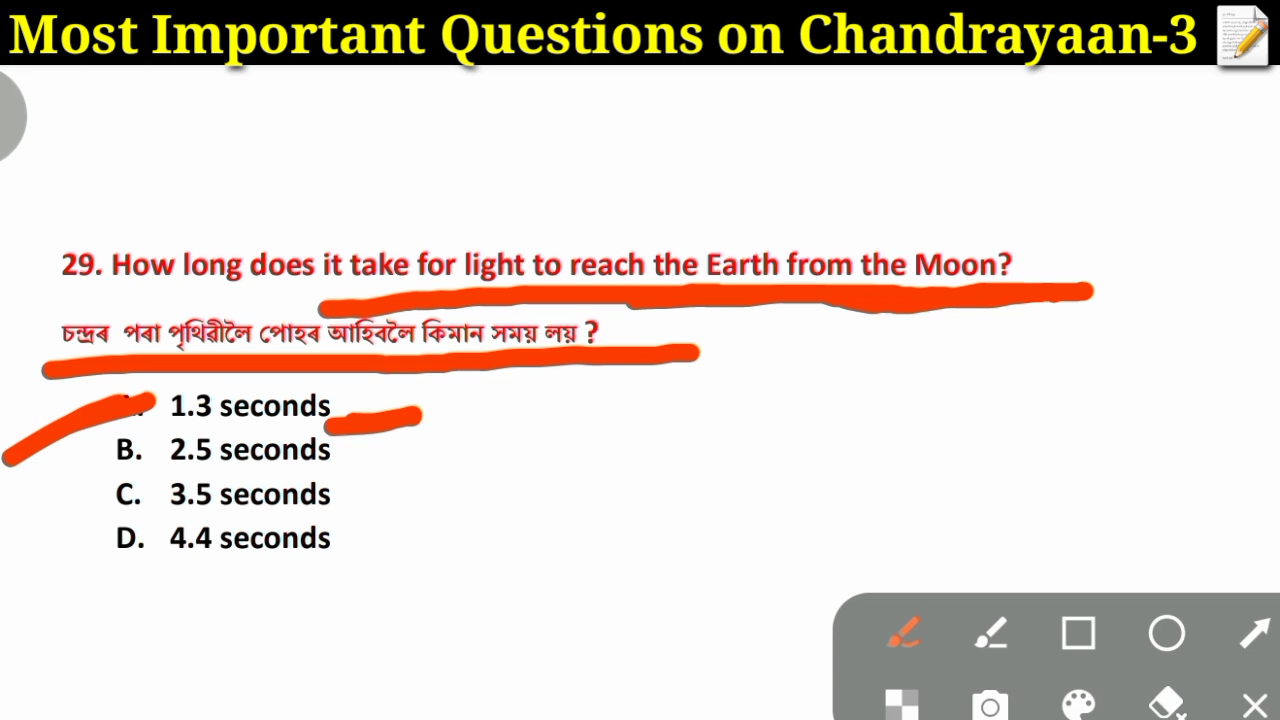 Most Important Questions on Chandrayaan-3
29. How long does it take for light to reach the Earth from the Moon?
চন্দ্ৰৰ পৰা পৃথিৱীলৈ পোহৰ আহিবলৈ কিমান সময় লয় ?
1.3 seconds
B. 2.5 seconds
C. 3.5 seconds
D. 4.4 seconds